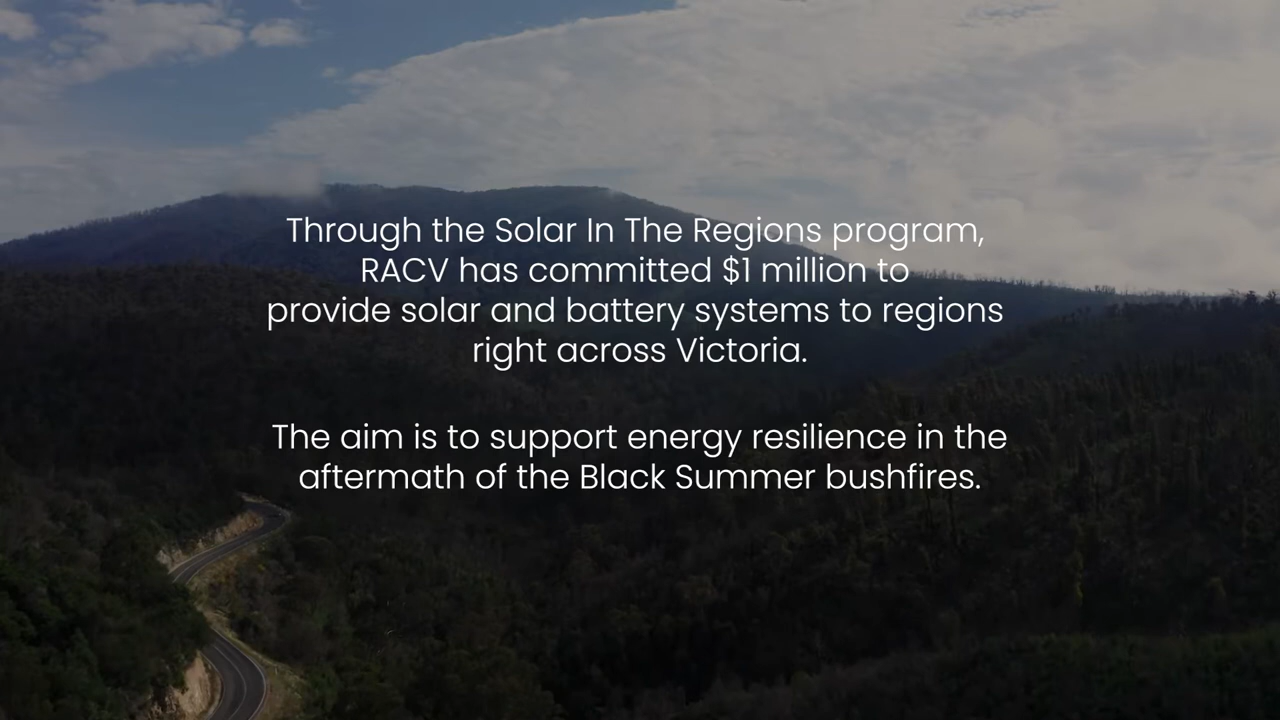 Through the Solar In The Regions program,
RACV has committed $1 million to
provide solar and battery systems to regions
right across Victoria.
The aim is to support energy resilience in the
aftermath of the Black Summer bushfires.